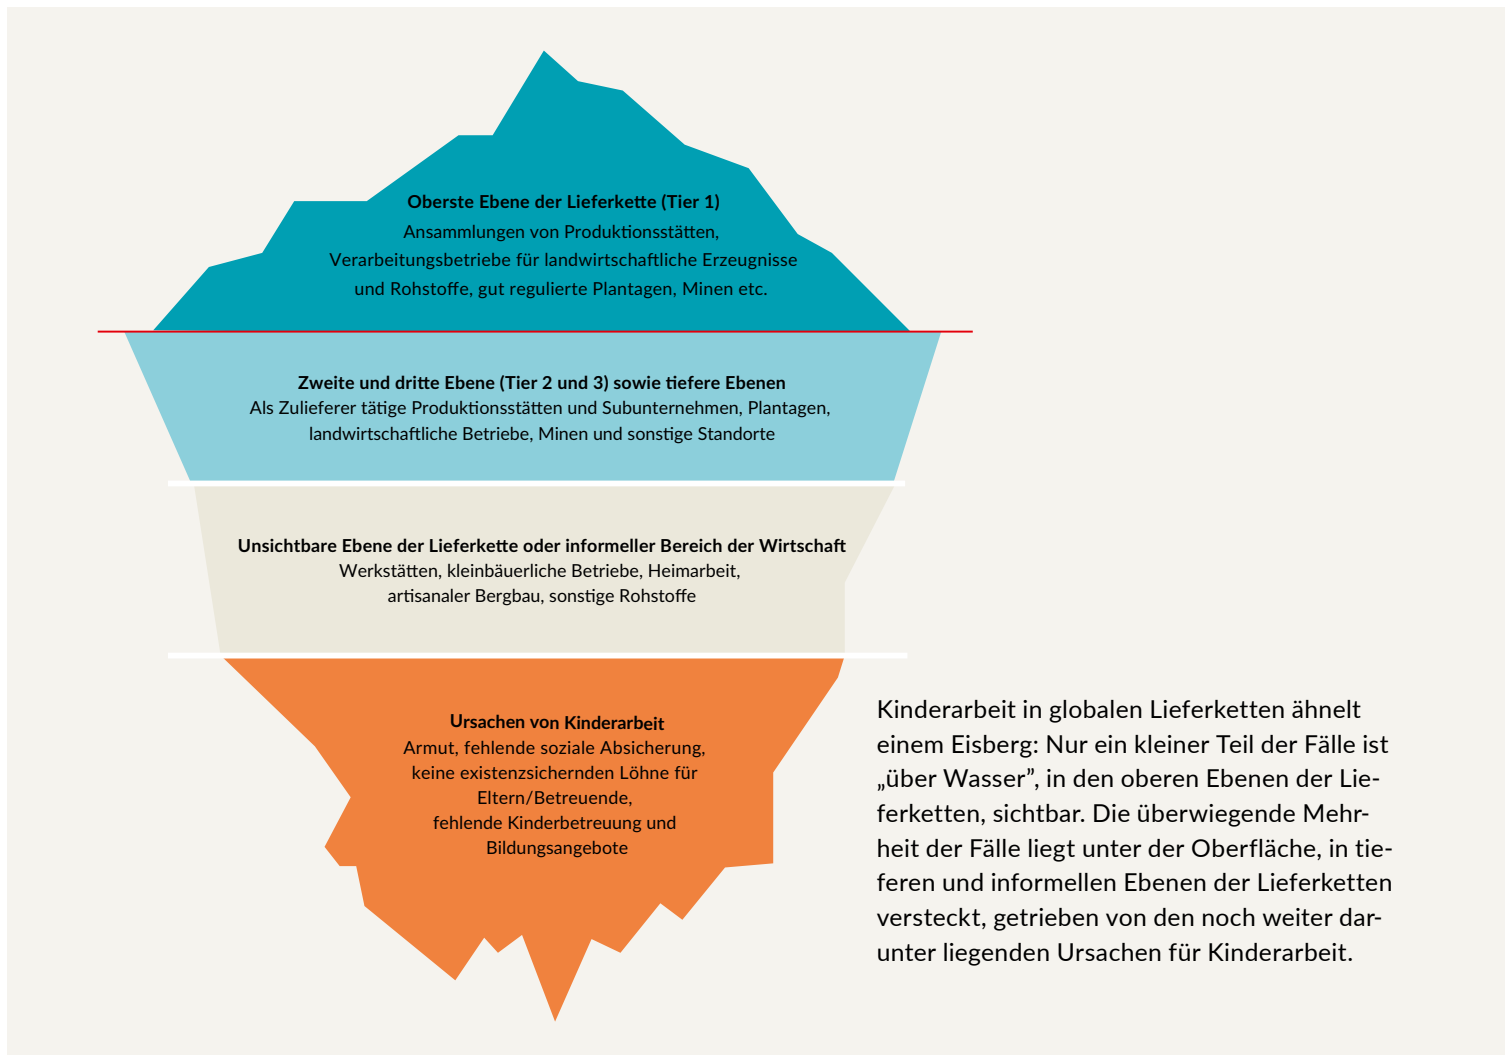 Oberste Ebene der Lieferkette (Tier 1)
Ansammlungen von Produktionsstätten,
Verarbeitungsbetriebe für landwirtschaftliche Erzeugnisse
und Rohstoffe, gut regulierte Plantagen, Minen etc.
Zweite und dritte Ebene (Tier 2 und 3) sowie tiefere Ebenen
Als Zulieferer tätige Produktionsstätten und Subunternehmen, Plantagen,
landwirtschaftliche Betriebe, Minen und sonstige Standorte
Unsichtbare Ebene der Lieferkette oder informeller Bereich der Wirtschaft
Werkstätten, kleinbäuerliche Betriebe, Heimarbeit,
artisanaler Bergbau, sonstige Rohstoffe
Ursachen von Kinderarbeit
Armut, fehlende soziale Absicherung,
keine existenzsichernden Löhne für
Eltern/Betreuende,
fehlende Kinderbetreuung und
Bildungsangebote
Kinderarbeit in globalen Lieferketten ähnelt
einem Eisberg: Nur ein kleiner Teil der Fälle ist
„über Wasser”, in den oberen Ebenen der Lie-
ferketten, sichtbar. Die überwiegende Mehr-
heit der Fälle liegt unter der Oberfläche, in tie-
feren und informellen Ebenen der Lieferketten
versteckt, getrieben von den noch weiter dar-
unter liegenden Ursachen für Kinderarbeit.